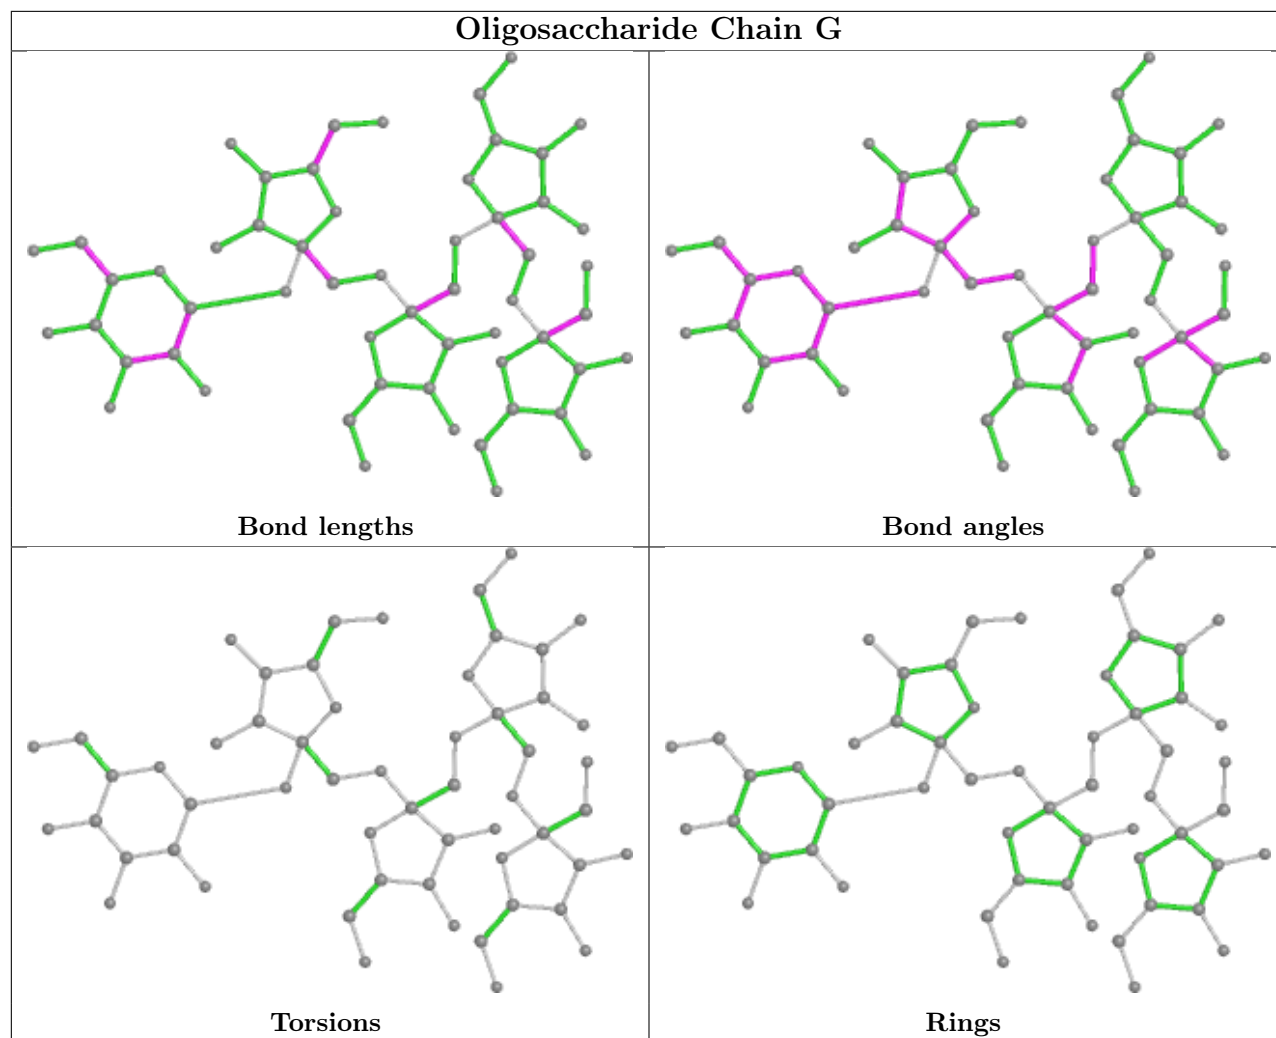 Oligosaccharide Chain G
Bond lengths
Bond angles
Torsions
Rings